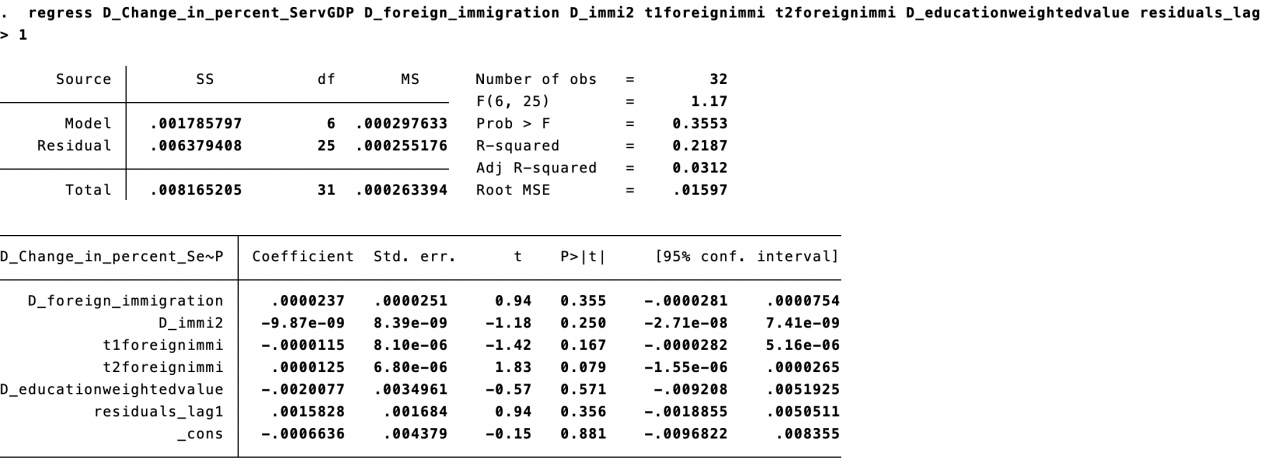 .  regress D_Change_in_percent_ServGDP D_foreign_immigration D_immi2 t1foreignimmi t2foreignimmi D_educationweightedvalue residuals_lag
> 1
Source SS df MS Number of obs = 32
F(6, 25) = 1.17
Model .001785797 6 .000297633 Prob > F = 0.3553
Residual .006379408 25 .000255176 R-squared = 0.2187
Adj R-squared = 0.0312
Total .008165205 31 .000263394 Root MSE = .01597
D_Change_in_percent_Se~P Coefficient Std. err. t P>|t| [95% conf. interval]
D_foreign_immigration .0000237 .0000251 0.94 0.355 -.0000281 .0000754
D_immi2 -9.87e-09 8.39e-09 -1.18 0.250 -2.71e-08 7.41e-09
t1foreignimmi -.0000115 8.10e-06 -1.42 0.167 -.0000282 5.16e-06
t2foreignimmi .0000125 6.80e-06 1.83 0.079 -1.55e-06 .0000265
D_educationweightedvalue -.0020077 .0034961 -0.57 0.571 -.009208 .0051925
residuals_lag1 .0015828 .001684 0.94 0.356 -.0018855 .0050511
_cons -.0006636 .004379 -0.15 0.881 -.0096822 .008355